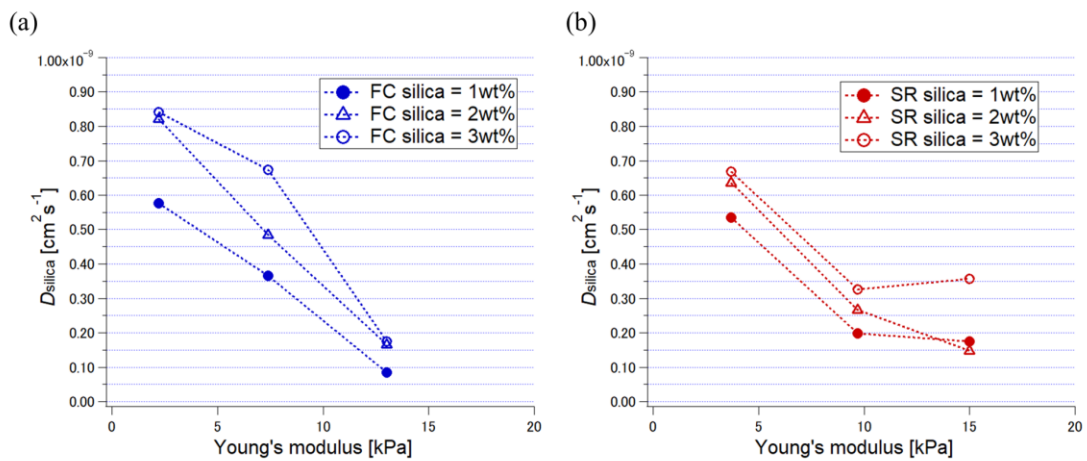 (a)
1.00x10⁻⁹
0.90
0.80
0.70
0.60
0.50
0.40
0.30
0.20
0.10
0.00
Dsilica [cm² s⁻¹]
FC silica = 1wt%
FC silica = 2wt%
FC silica = 3wt%
0 5 10 15 20
Young's modulus [kPa]
(b)
1.00x10⁻⁹
0.90
0.80
0.70
0.60
0.50
0.40
0.30
0.20
0.10
0.00
Dsilica [cm² s⁻¹]
SR silica = 1wt%
SR silica = 2wt%
SR silica = 3wt%
0 5 10 15 20
Young's modulus [kPa]